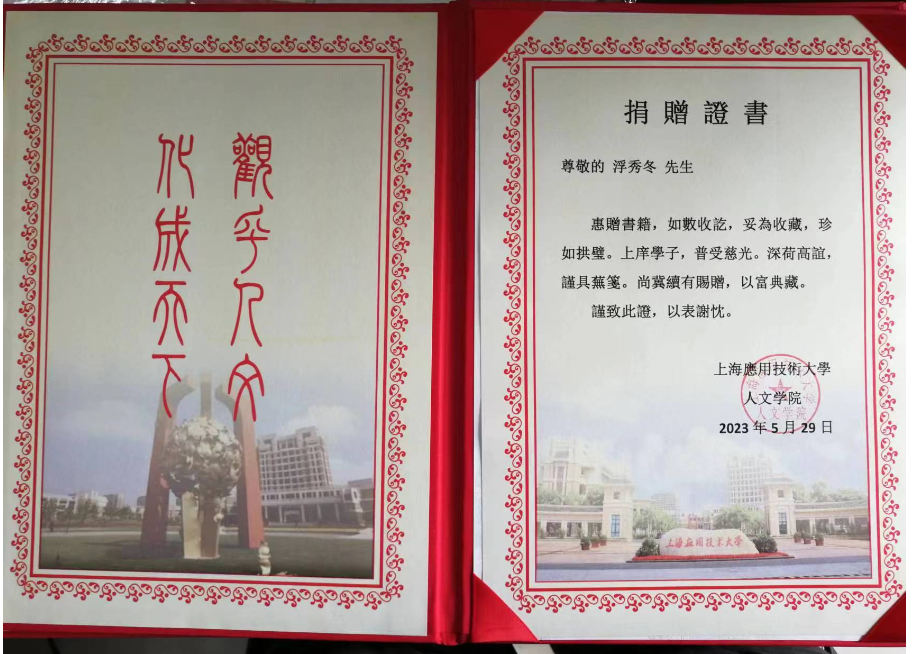 觀乎人文
化成天下
捐贈證書
尊敬的 浮秀冬 先生
惠贈書籍，如數收訖，妥為收藏，珍
如拱璧。上庠學子，普受慈光。深荷高誼，
謹具蕪箋。尚冀續有賜贈，以富典藏。
謹致此證，以表謝忱。
上海應用技術大學
人文学院
2023 年 5 月 29 日
人文学院
上海应用技术大学